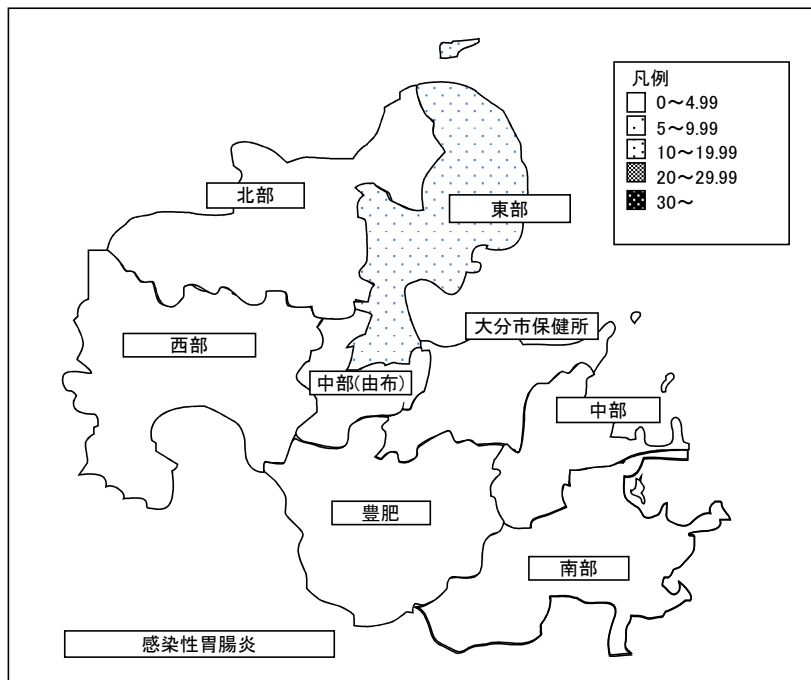 凡例
0～4.99
5～9.99
10～19.99
20～29.99
30～
北部
東部
大分市保健所
西部
中部(由布)
中部
豊肥
南部
感染性胃腸炎